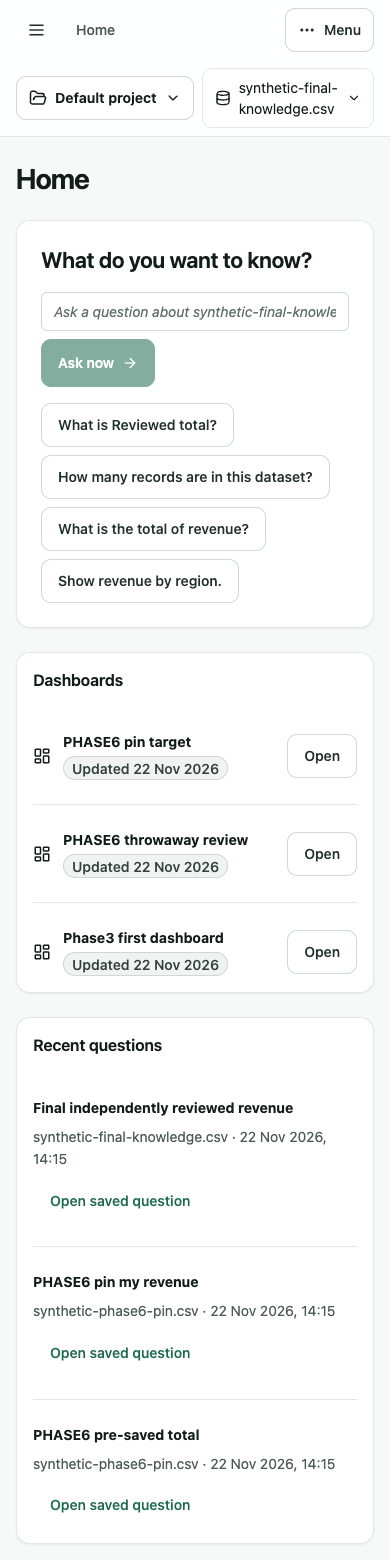 Home
Menu
Default project
synthetic-final-
knowledge.csv
Home
What do you want to know?
Ask a question about synthetic-final-knowle
Ask now
What is Reviewed total?
How many records are in this dataset?
What is the total of revenue?
Show revenue by region.
Dashboards
PHASE6 pin target
Updated 22 Nov 2026
Open
PHASE6 throwaway review
Updated 22 Nov 2026
Open
Phase3 first dashboard
Updated 22 Nov 2026
Open
Recent questions
Final independently reviewed revenue
synthetic-final-knowledge.csv · 22 Nov 2026,
14:15
Open saved question
PHASE6 pin my revenue
synthetic-phase6-pin.csv · 22 Nov 2026, 14:15
Open saved question
PHASE6 pre-saved total
synthetic-phase6-pin.csv · 22 Nov 2026, 14:15
Open saved question